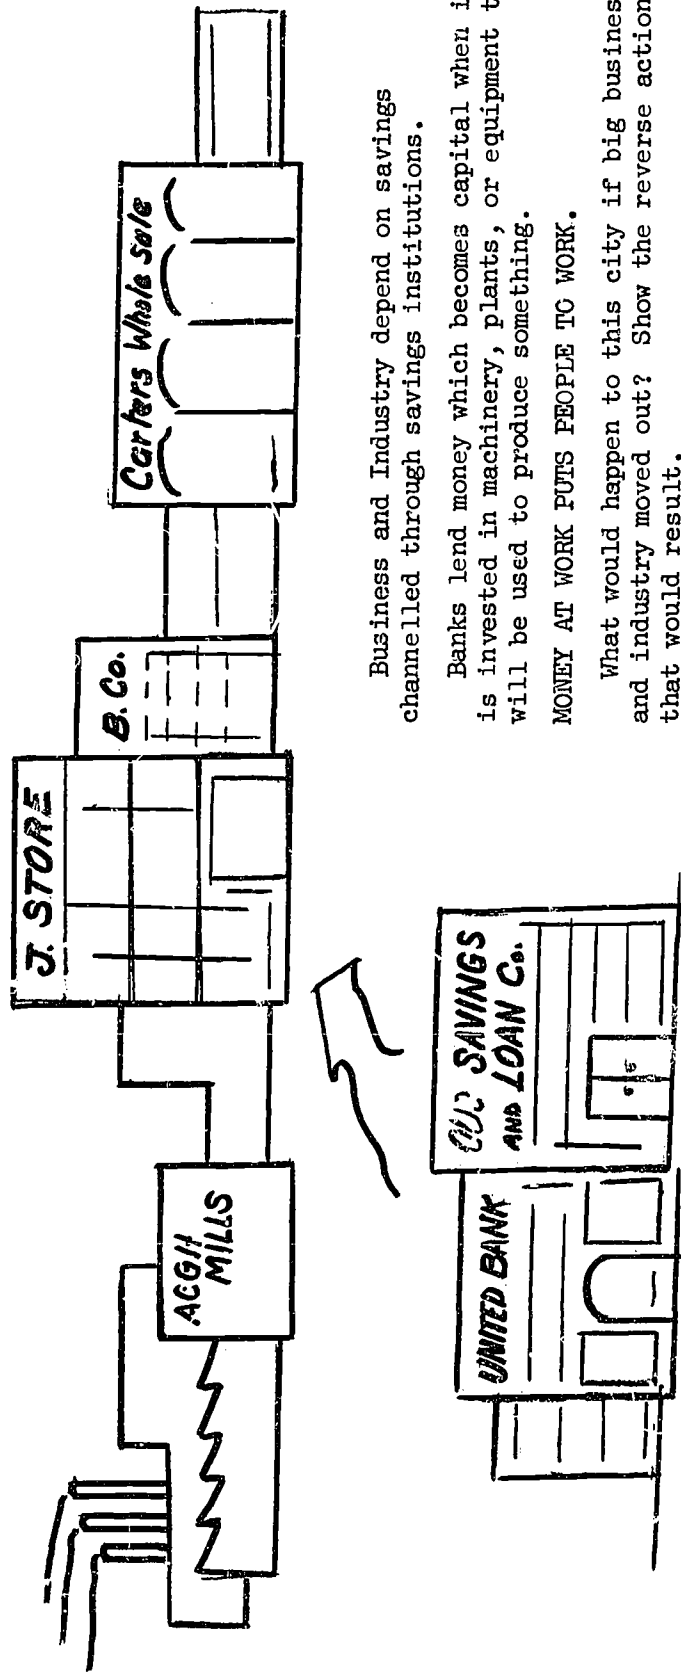 ACGH
MILLS
J. STORE
B. Co.
Carters Whole Sale
UNITED BANK
SAVINGS
AND LOAN Co.
Business and Industry depend on savings
channelled through savings institutions.
Banks lend money which becomes capital when i
is invested in machinery, plants, or equipment t
will be used to produce something.
MONEY AT WORK PUTS PEOPLE TO WORK.
What would happen to this city if big busines
and industry moved out? Show the reverse action
that would result.